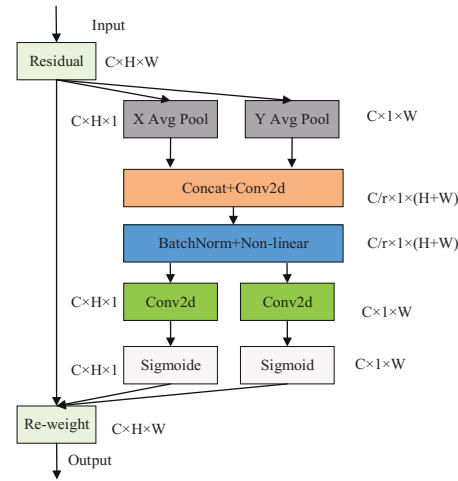 Input
Residual
C×H×W
C×H×1
X Avg Pool
Y Avg Pool
C×1×W
Concat+Conv2d
C/r×1×(H+W)
BatchNorm+Non-linear
C/r×1×(H+W)
C×H×1
Conv2d
Conv2d
C×1×W
C×H×1
Sigmoide
Sigmoid
C×1×W
Re-weight
C×H×W
Output